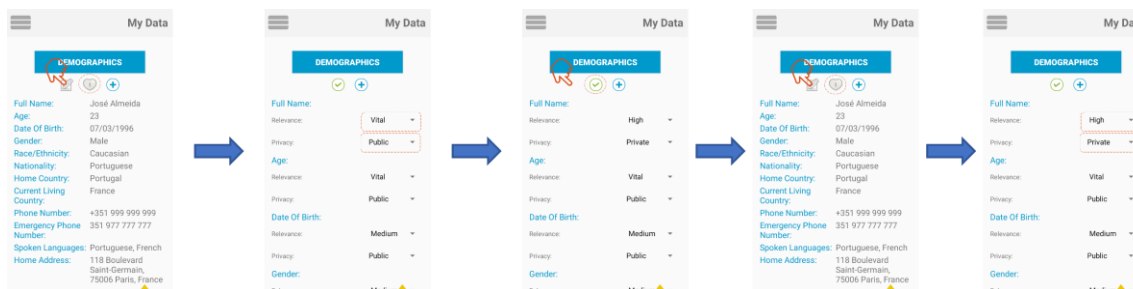 My Data
DEMOGRAPHICS
Full Name: José Almeida
Age: 23
Date Of Birth: 07/03/1996
Gender: Male
Race/Ethnicity: Caucasian
Nationality: Portuguese
Home Country: Portugal
Current Living Country: France
Phone Number: +351 999 999 999
Emergency Phone Number: 351 977 777 777
Spoken Languages: Portuguese, French
Home Address: 118 Boulevard
Saint-Germain,
75006 Paris, France
My Data
DEMOGRAPHICS
Full Name:
Relevance: Vital
Privacy: Public
Age:
Relevance: Vital
Privacy: Public
Date Of Birth:
Relevance: Medium
Privacy: Public
Gender:
My Data
DEMOGRAPHICS
Full Name:
Relevance: High
Privacy: Private
Age:
Relevance: Vital
Privacy: Public
Date Of Birth:
Relevance: Medium
Privacy: Public
Gender:
My Data
DEMOGRAPHICS
Full Name: José Almeida
Age: 23
Date Of Birth: 07/03/1996
Gender: Male
Race/Ethnicity: Caucasian
Nationality: Portuguese
Home Country: Portugal
Current Living Country: France
Phone Number: +351 999 999 999
Emergency Phone Number: 351 977 777 777
Spoken Languages: Portuguese, French
Home Address: 118 Boulevard
Saint-Germain,
75006 Paris, France
My Da
DEMOGRAPHICS
Full Name:
Relevance: High
Privacy: Private
Age:
Relevance: Vital
Privacy: Public
Date Of Birth:
Relevance: Medium
Privacy: Public
Gender: